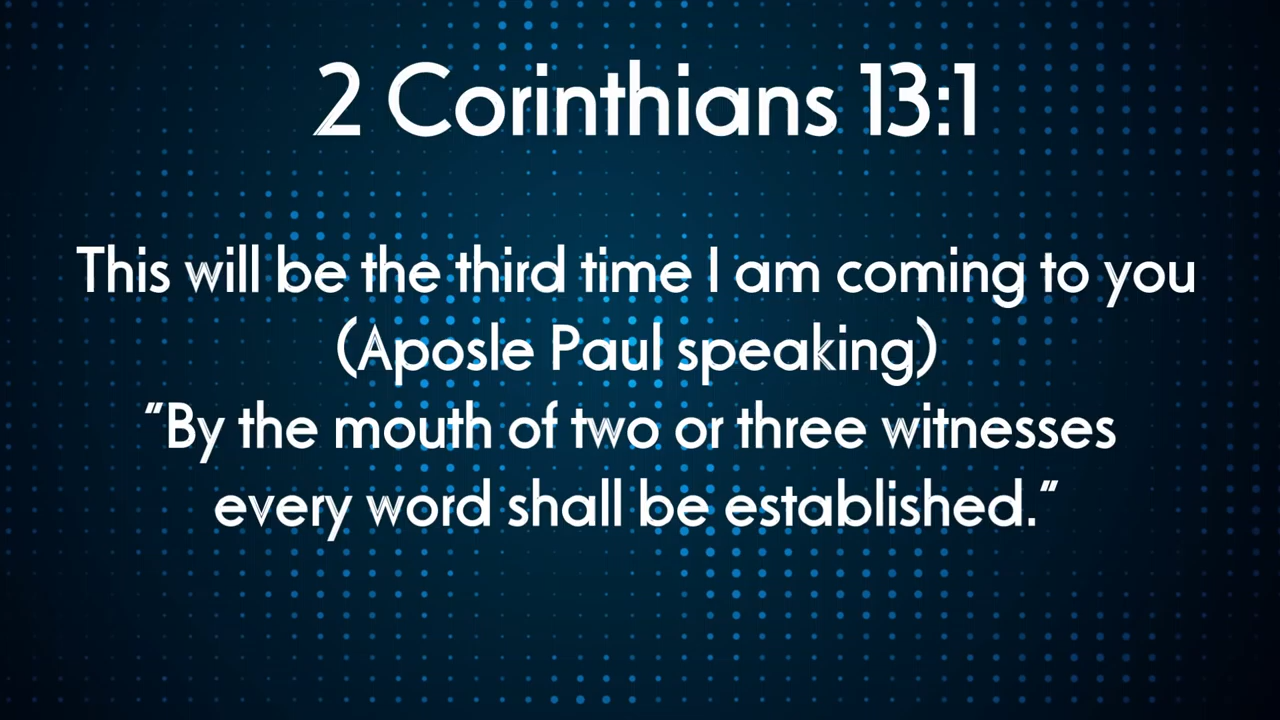 2 Corinthians 13:1
This will be the third time I am coming to you
(Aposle Paul speaking)
"By the mouth of two or three witnesses
every word shall be established."